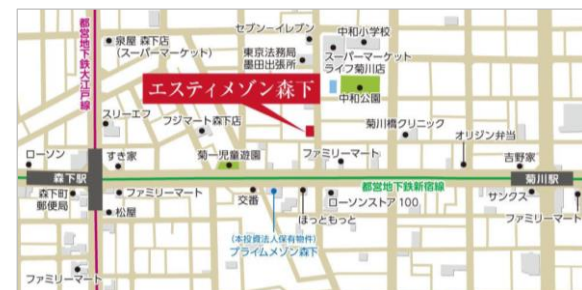 都営地下鉄大江戸線
泉屋 森下店
(スーパーマーケット)
セブン-イレブン
東京法務局
墨田出張所
中和小学校
スーパーマーケット
ライフ菊川店
エスティメゾン森下
中和公園
スリーエフ
フジマート森下店
菊川橋クリニック
オリジン弁当
ローソン
すき家
菊一児童遊園
ファミリーマート
吉野家
森下駅
都営地下鉄新宿線
菊川駅
森下町
郵便局
ファミリーマート
松屋
交番
ほっともっと
ローソンストア100
サンクス
ファミリーマート
(本投資法人保有物件)
プライムメゾン森下
ファミリーマート